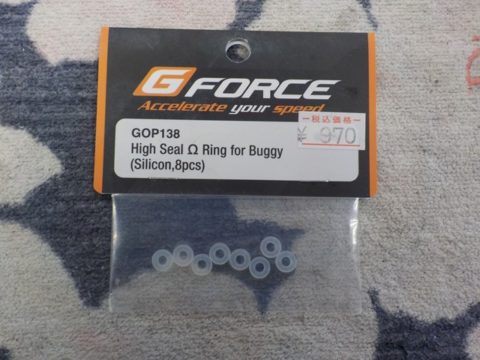 G FORCE
Accelerate your speed
税込価格
¥ 970
GOP138
High Seal Ω Ring for Buggy
(Silicon,8pcs)